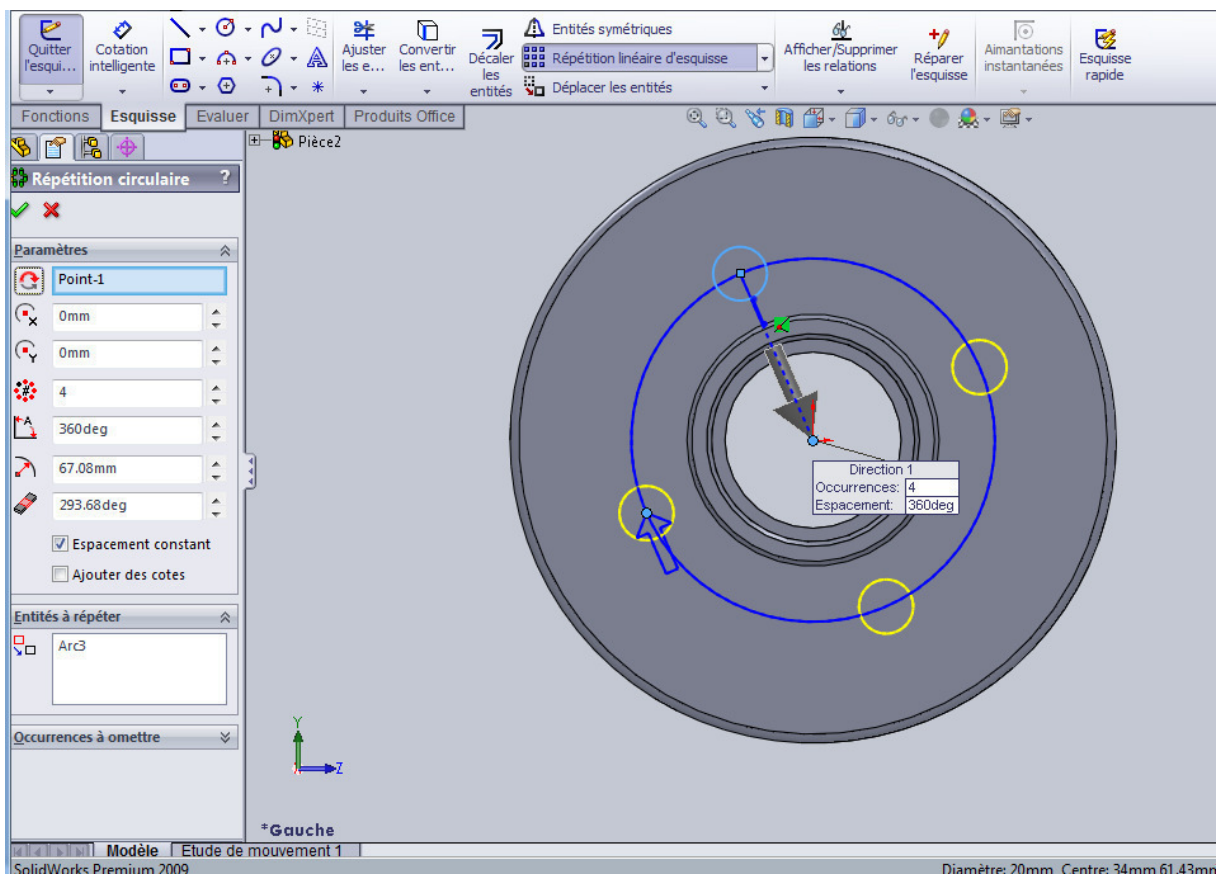 Quitter l'esqui...
Cotation intelligente
Ajuster les e...
Convertir les ent...
Décaler les entités
Entités symétriques
Répétition linéaire d'esquisse
Déplacer les entités
Afficher/Supprimer les relations
Réparer l'esquisse
Aimantations instantanées
Esquisse rapide
Fonctions Esquisse Evaluer DimXpert Produits Office
Pièce2
Répétition circulaire ?
Paramètres
Point-1
0mm
0mm
4
360deg
67.08mm
293.68deg
Espacement constant
Ajouter des cotes
Entités à répéter
Arc3
Occurrences à omettre
Direction 1
Occurrences: 4
Espacement: 360deg
Y
Z
*Gauche
Modèle Etude de mouvement 1
SolidWorks Premium 2009
Diamètre: 20mm Centre: 34mm,61.43mm